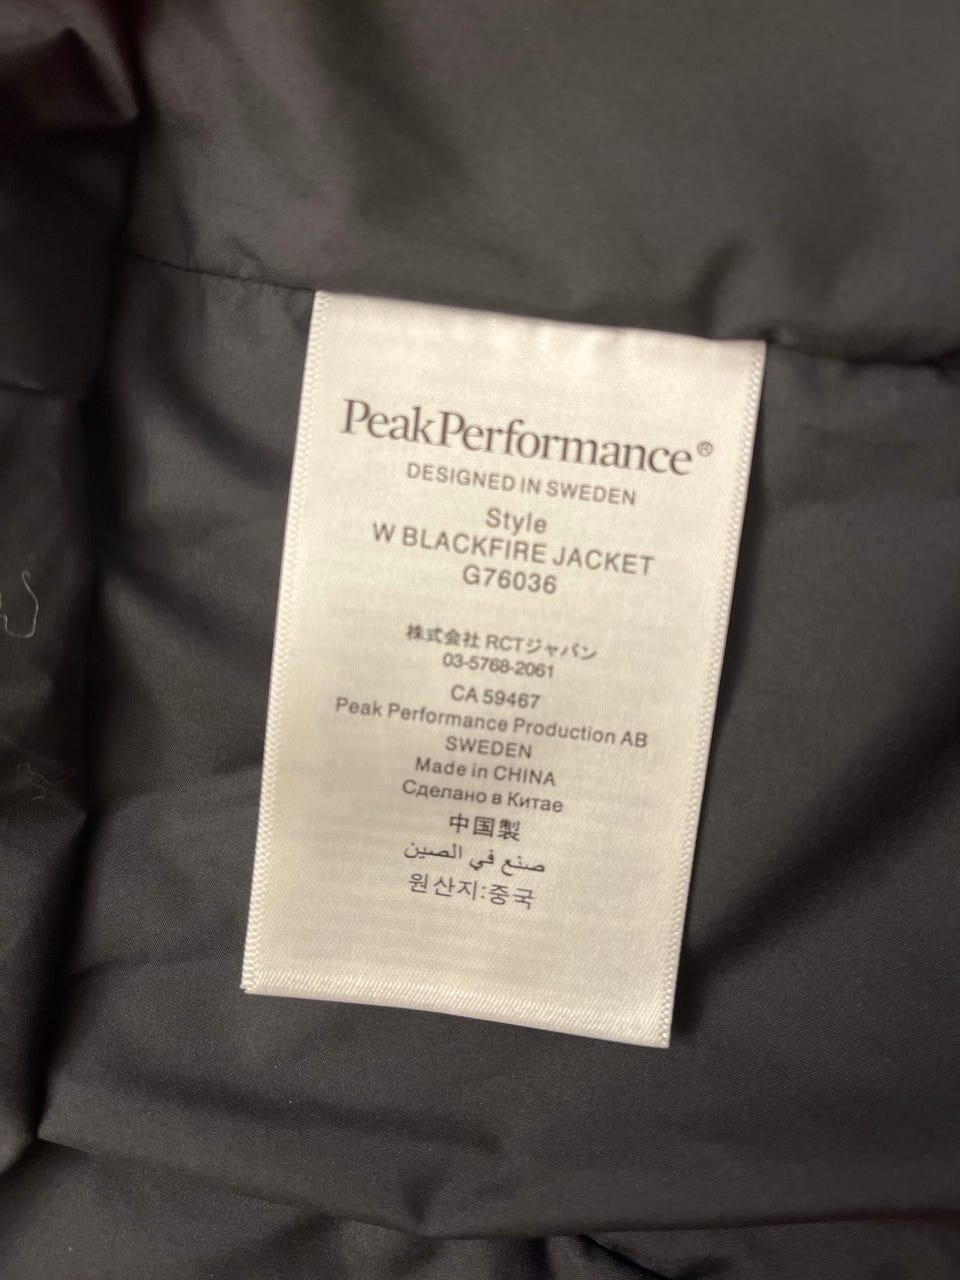 PeakPerformance®
DESIGNED IN SWEDEN
Style
W BLACKFIRE JACKET
G76036
株式会社 RCTジャパン
03-5768-2061
CA 59467
Peak Performance Production AB
SWEDEN
Made in CHINA
Сделано в Китае
中国製
صنع في الصين
원산지:중국